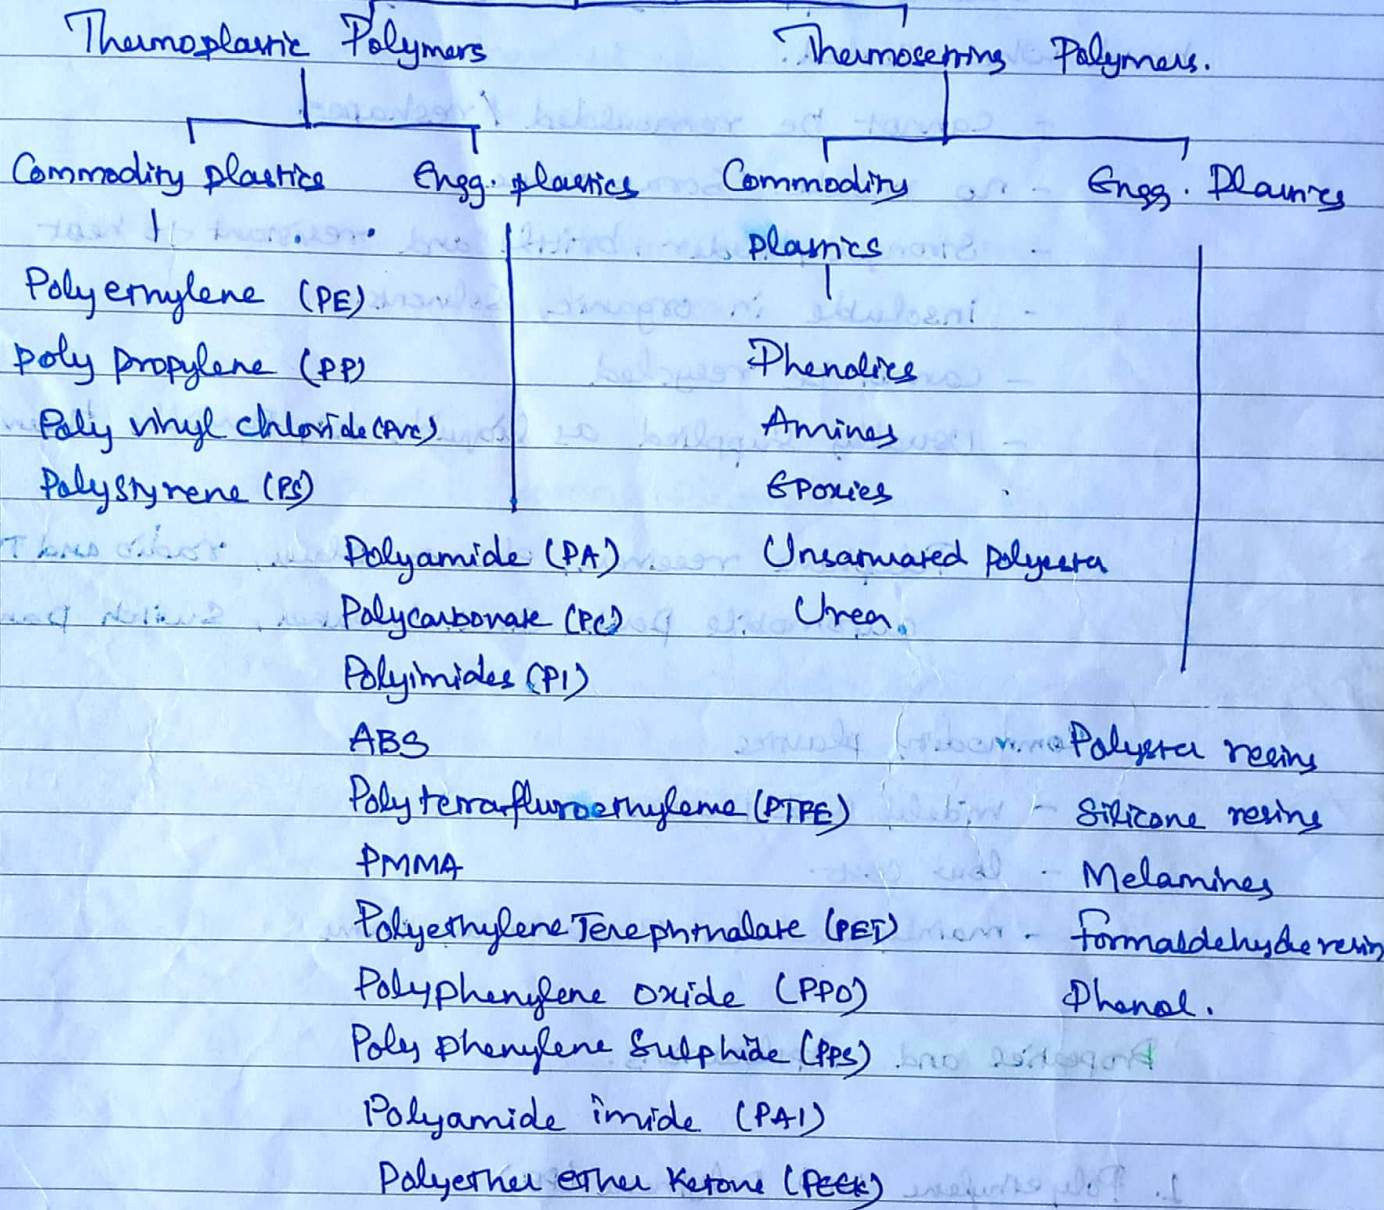 Thermoplastic Polymers Thermosetting Polymers.
Commodity plastics Engg. plastics Commodity Engg. Plastics
plastics
Polyethylene (PE)
Poly propylene (PP) Phenolics
Poly vinyl chloride (PVC) Amines
Polystyrene (PS) Epoxies
Polyamide (PA) Unsaturated polyester
Polycarbonate (PC) Urea.
Polyimides (PI)
ABS Polyster resins
Polytetrafluroethyleme (PTFE) Silicone resins
PMMA Melamines
Polyethylene Terephthalate (PET) formaldehyde resin
Polyphenylene oxide (PPO) Phenol.
Poly phenylene Sulphide (PPS)
Polyamide imide (PAI)
Polyether ether Ketone (PEEK)